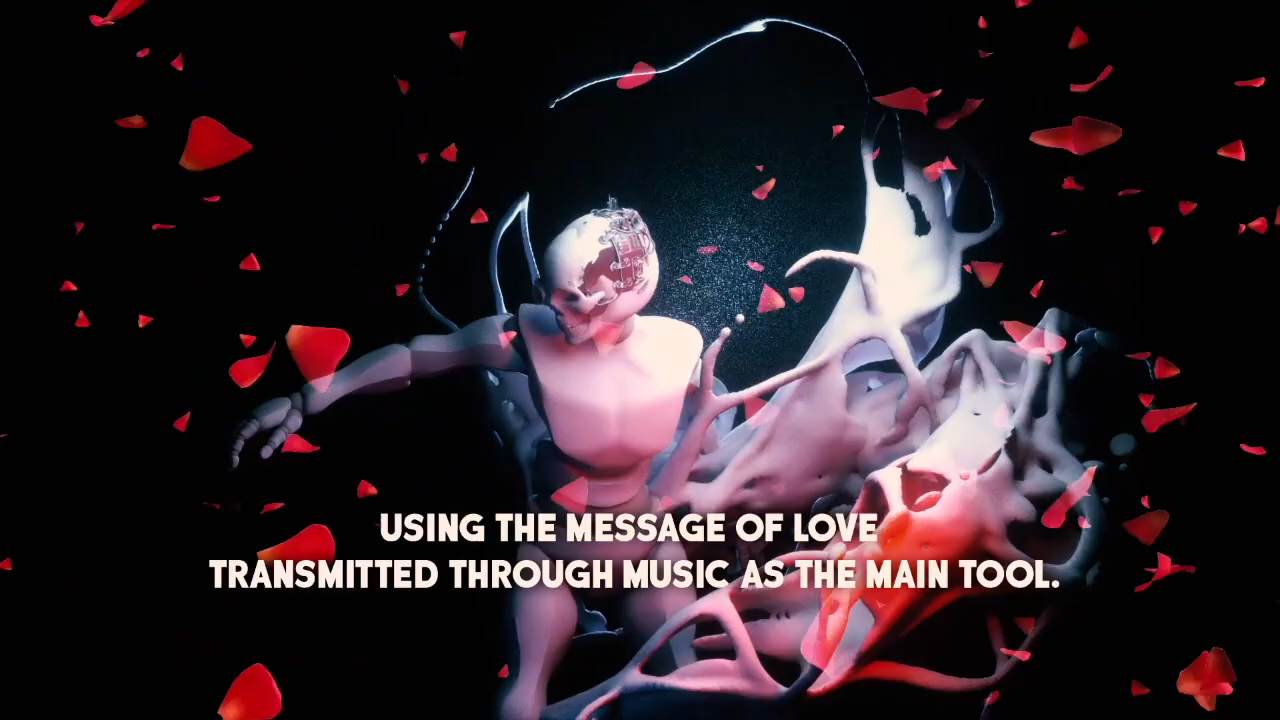 USING THE MESSAGE OF LOVE
TRANSMITTED THROUGH MUSIC AS THE MAIN TOOL.